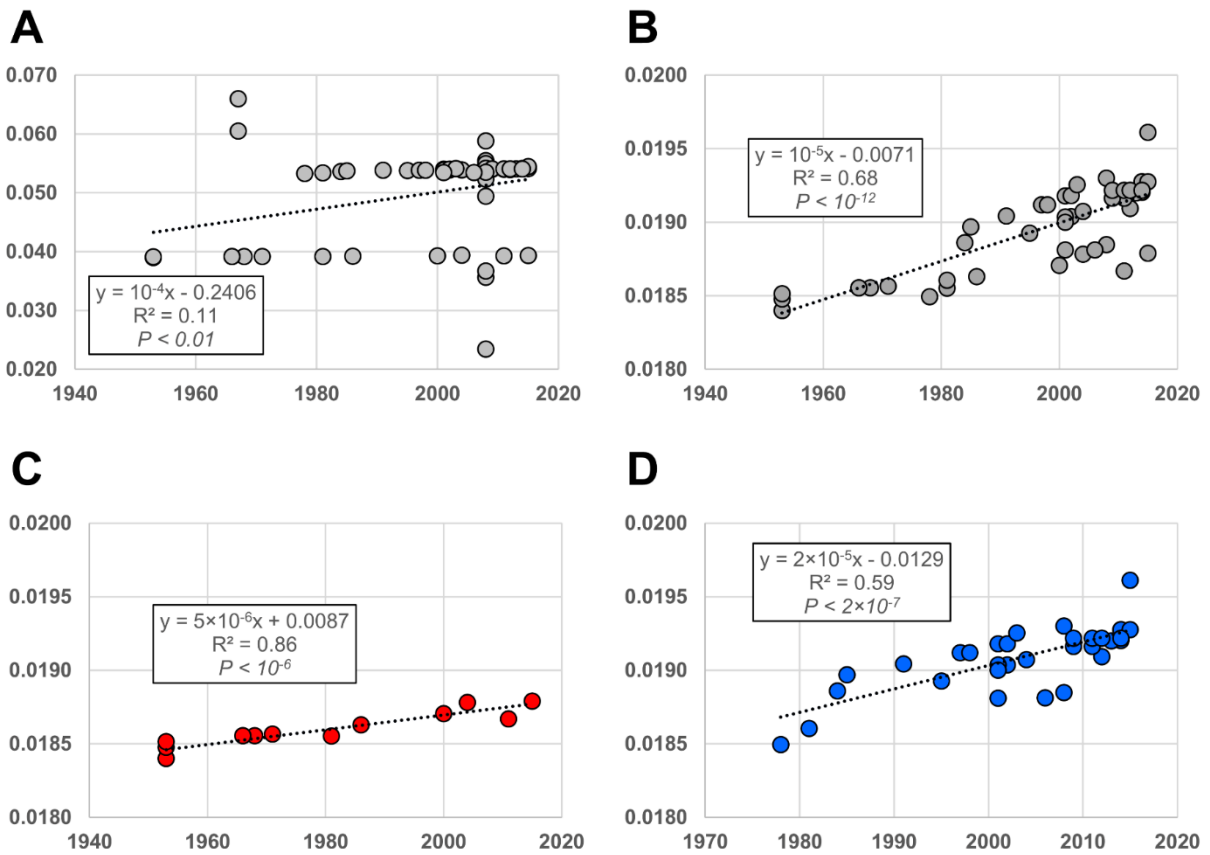 A
0.070
0.060
0.050
0.040
0.030
0.020
y = 10⁻⁴x - 0.2406
R² = 0.11
P < 0.01
1940 1960 1980 2000 2020
B
0.0200
0.0195
0.0190
0.0185
0.0180
y = 10⁻⁵x - 0.0071
R² = 0.68
P < 10⁻¹²
1940 1960 1980 2000 2020
C
0.0200
0.0195
0.0190
0.0185
0.0180
y = 5×10⁻⁶x + 0.0087
R² = 0.86
P < 10⁻⁶
1940 1960 1980 2000 2020
D
0.0200
0.0195
0.0190
0.0185
0.0180
y = 2×10⁻⁵x - 0.0129
R² = 0.59
P < 2×10⁻⁷
1970 1980 1990 2000 2010 2020